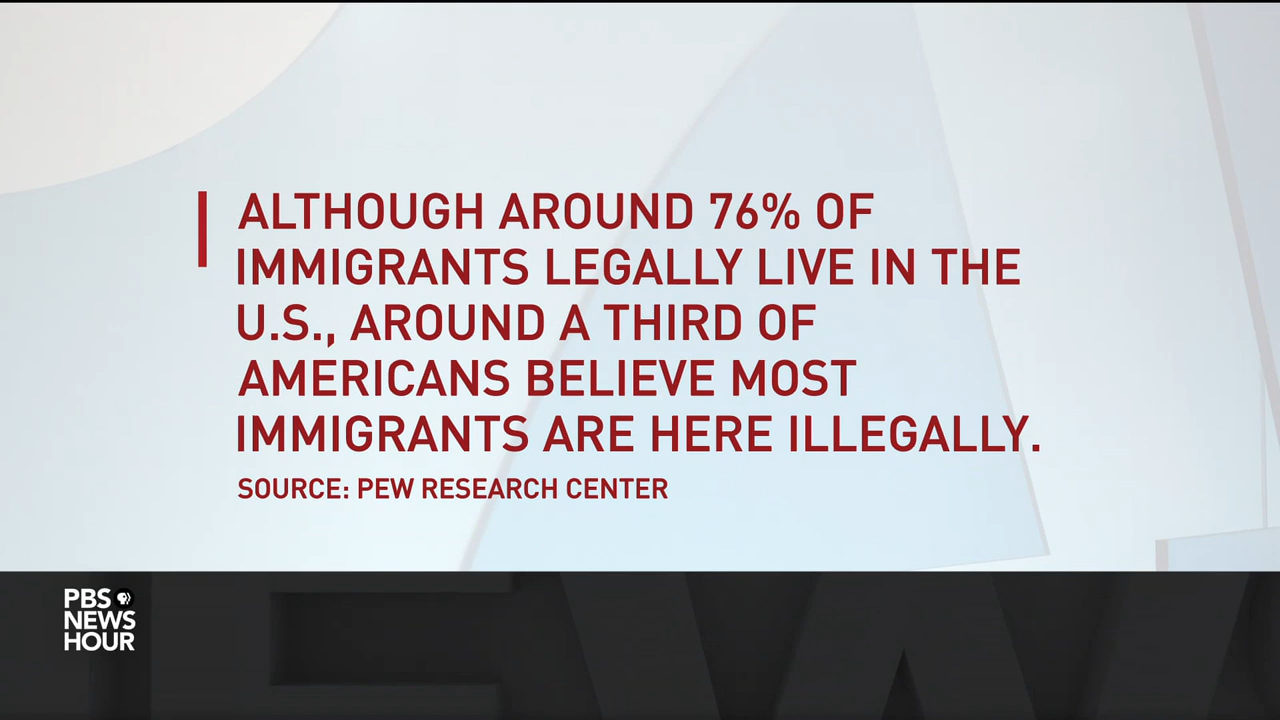 ALTHOUGH AROUND 76% OF
IMMIGRANTS LEGALLY LIVE IN THE
U.S., AROUND A THIRD OF
AMERICANS BELIEVE MOST
IMMIGRANTS ARE HERE ILLEGALLY.
SOURCE: PEW RESEARCH CENTER
PBS
NEWS
HOUR